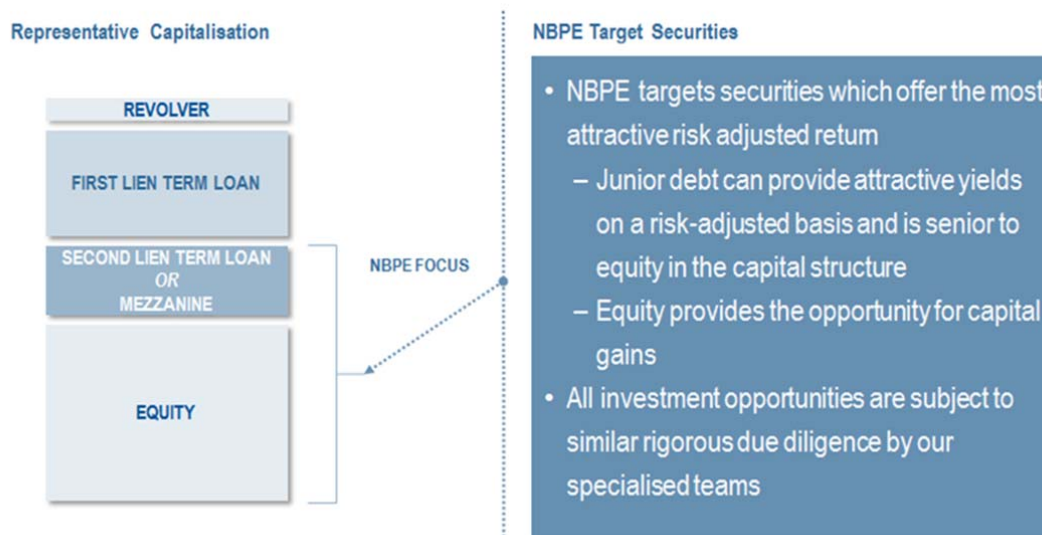 Representative Capitalisation
REVOLVER
FIRST LIEN TERM LOAN
SECOND LIEN TERM LOAN
OR
MEZZANINE
EQUITY
NBPE FOCUS
NBPE Target Securities
• NBPE targets securities which offer the most
attractive risk adjusted return
– Junior debt can provide attractive yields
on a risk-adjusted basis and is senior to
equity in the capital structure
– Equity provides the opportunity for capital
gains
• All investment opportunities are subject to
similar rigorous due diligence by our
specialised teams